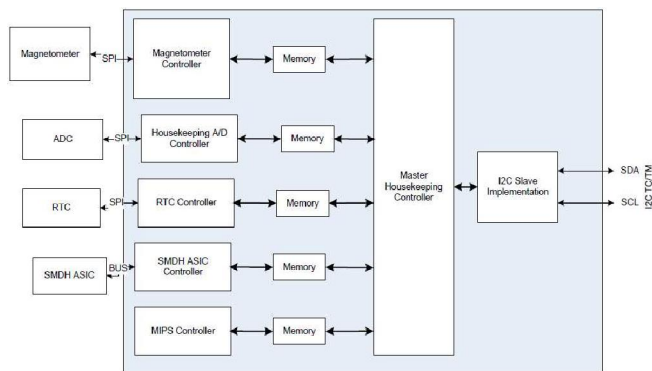 Magnetometer
SPI
Magnetometer
Controller
Memory
ADC
SPI
Housekeeping A/D
Controller
Memory
RTC
SPI
RTC Controller
Memory
SMDH ASIC
BUS
SMDH ASIC
Controller
Memory
MIPS Controller
Memory
Master
Housekeeping
Controller
I2C Slave
Implementation
SDA
SCL
I2C TC/TM